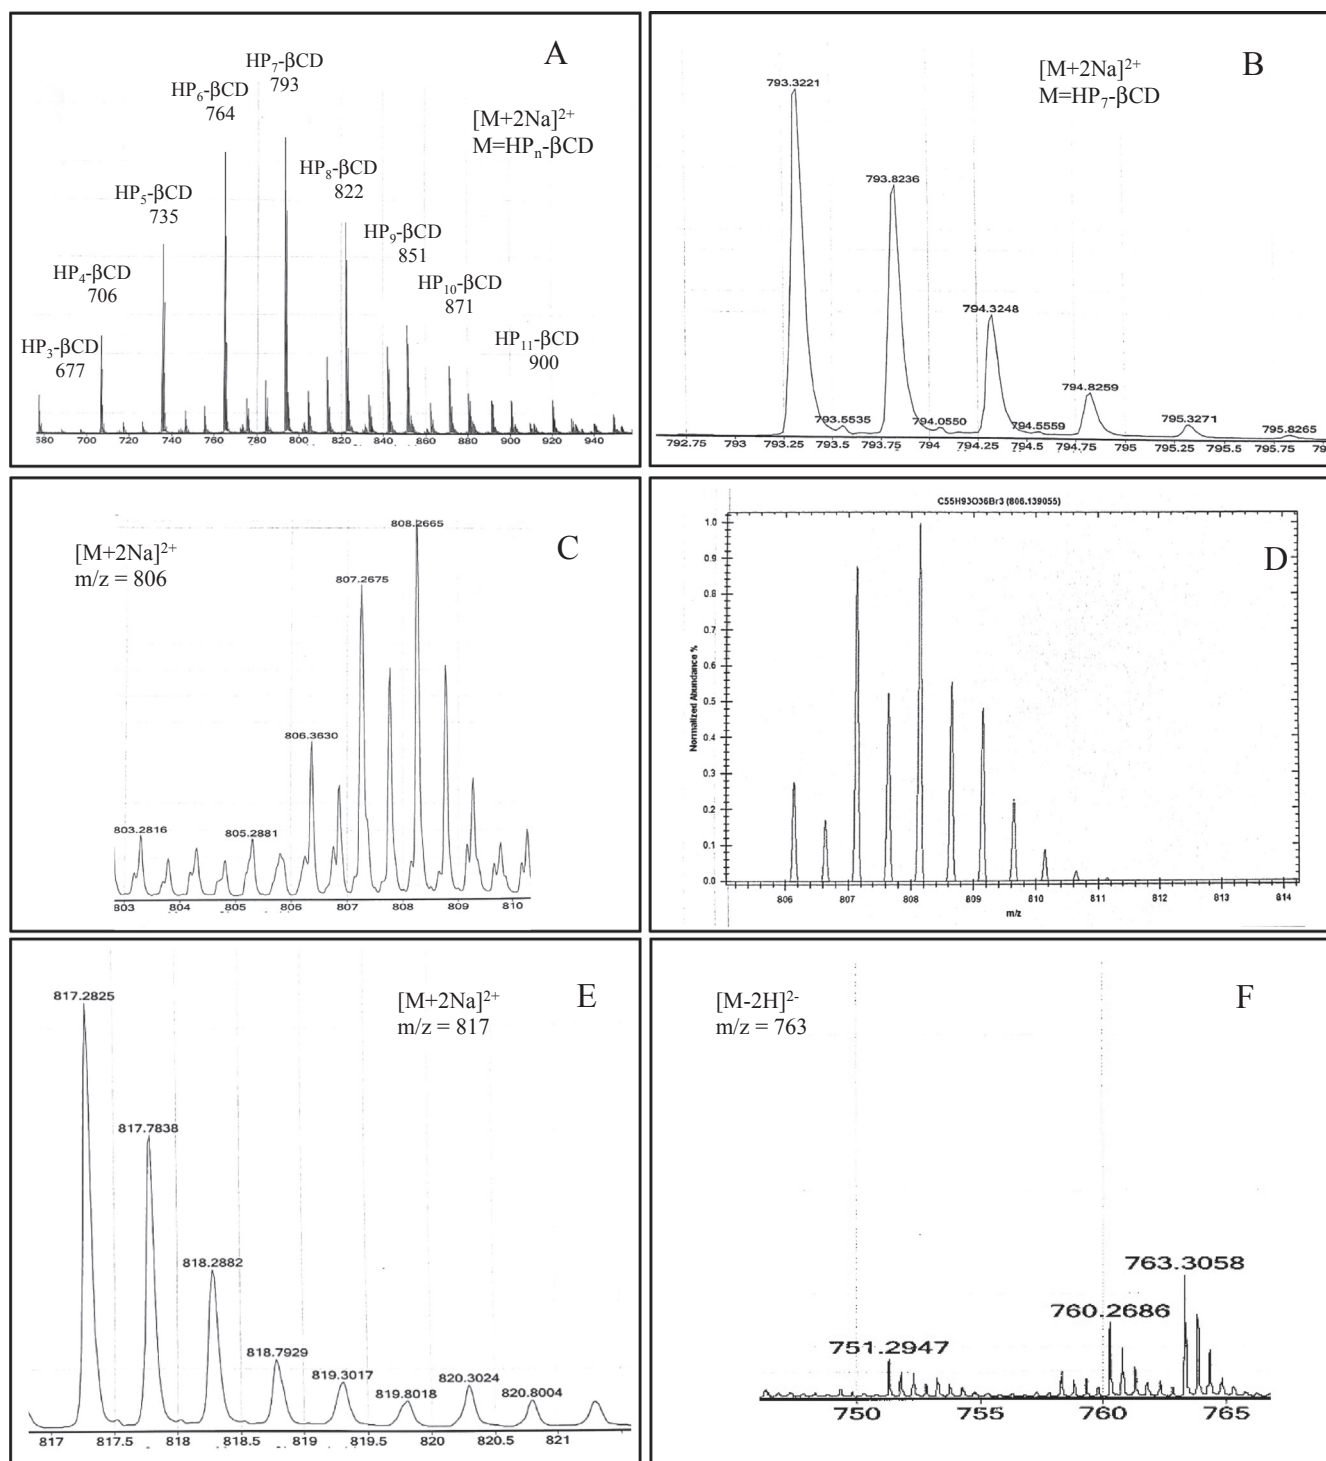 A
HP₇-βCD
793
HP₆-βCD
764
[M+2Na]²⁺
M=HPₙ-βCD
HP₈-βCD
822
HP₅-βCD
735
HP₉-βCD
851
HP₄-βCD
706
HP₁₀-βCD
871
HP₃-βCD
677
HP₁₁-βCD
900
580 700 720 740 760 780 800 820 840 860 880 900 920 940
B
[M+2Na]²⁺
M=HP₇-βCD
793.3221
793.8236
794.3248
794.8259
793.5535
794.0550
794.5559
795.3271
795.8265
792.75 793 793.25 793.5 793.75 794 794.25 794.5 794.75 795 795.25 795.5 795.75
C
[M+2Na]²⁺
m/z = 806
808.2665
807.2675
806.3630
803.2816
805.2881
803 804 805 806 807 808 809 810
D
C55H93O36Br3 (806.139055)
Normalized Abundance %
1.0
0.9
0.8
0.7
0.6
0.5
0.4
0.3
0.2
0.1
0.0
806 807 808 809 810 811 812 813 814
m/z
E
[M+2Na]²⁺
m/z = 817
817.2825
817.7838
818.2882
818.7929
819.3017
819.8018
820.3024
820.8004
817 817.5 818 818.5 819 819.5 820 820.5 821
F
[M-2H]²⁻
m/z = 763
763.3058
760.2686
751.2947
750 755 760 765